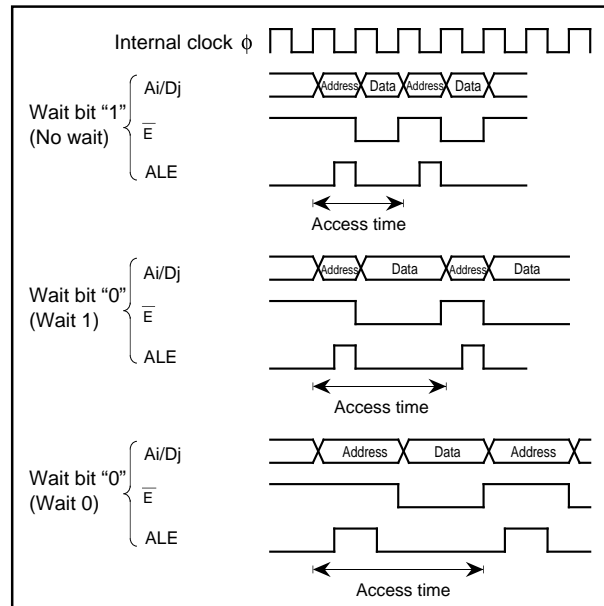 Internal clock ϕ
Ai/Dj
Address Data Address Data
Wait bit “1”
(No wait)
E̅
ALE
Access time
Ai/Dj
Address Data Address Data
Wait bit “0”
(Wait 1)
E̅
ALE
Access time
Ai/Dj
Address Data Address
Wait bit “0”
(Wait 0)
E̅
ALE
Access time